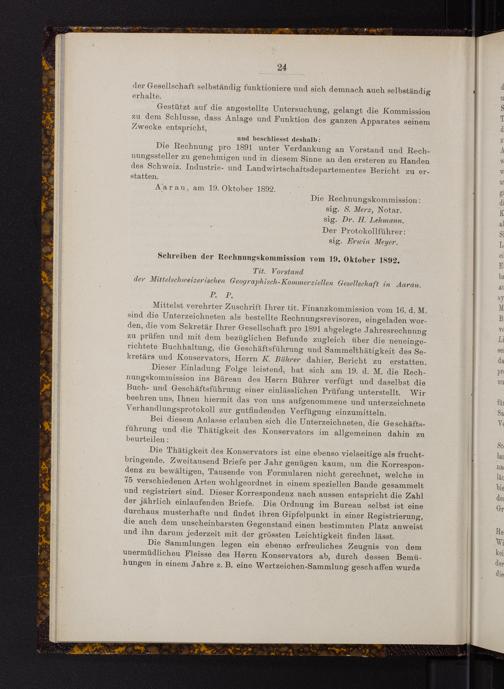 24
der Gesellschaft selbständig funktioniere und sich demnach auch selbständig
erhalte.
Gestützt auf die angestellte Untersuchung, gelangt die Kommission
zu dem Schlusse, dass Anlage und Funktion des ganzen Apparates seinem
Zwecke entspricht,
und beschliesst deshalb:
Die Rechnung pro 1891 unter Verdankung an Vorstand und Rech-
nungssteller zu genehmigen und in diesem Sinne an den ersteren zu Handen
des Schweiz. Industrie- und Landwirtschaftsdepartementes Bericht zu er-
statten.
Aarau, am 19. Oktober 1892.
Die Rechnungskommission:
sig. S. Merz, Notar.
sig. Dr. H. Lehmann.
Der Protokollführer:
sig. Erwin Meyer.
Schreiben der Rechnungskommission vom 19. Oktober 1892.
Tit. Vorstand
der Mittelschweizerischen Geographisch-Kommerziellen Gesellschaft in Aarau.
P. P.
Mittelst verehrter Zuschrift Ihrer tit. Finanzkommission vom 16. d. M.
sind die Unterzeichneten als bestellte Rechnungsrevisoren, eingeladen wor-
den, die vom Sekretär Ihrer Gesellschaft pro 1891 abgelegte Jahresrechnung
zu prüfen und mit dem bezüglichen Befunde zugleich über die neueinge-
richtete Buchhaltung, die Geschäftsführung und Sammelthätigkeit des Se-
kretärs und Konservators, Herrn K. Bührer dahier, Bericht zu erstatten.
Dieser Einladung Folge leistend, hat sich am 19. d. M. die Rech-
nungskommission ins Büreau des Herrn Bührer verfügt und daselbst die
Buch- und Geschäftsführung einer einlässlichen Prüfung unterstellt. Wir
beehren uns, Ihnen hiermit das von uns aufgenommene und unterzeichnete
Verhandlungsprotokoll zur gutfindenden Verfügung einzumitteln.
Bei diesem Anlasse erlauben sich die Unterzeichneten, die Geschäfts-
führung und die Thätigkeit des Konservators im allgemeinen dahin zu
beurteilen:
Die Thätigkeit des Konservators ist eine ebenso vielseitige als frucht-
bringende. Zweitausend Briefe per Jahr genügen kaum, um die Korrespon-
denz zu bewältigen, Tausende von Formularen nicht gerechnet, welche in
75 verschiedenen Arten wohlgeordnet in einem speziellen Bande gesammelt
und registriert sind. Dieser Korrespondenz nach aussen entspricht die Zahl
der jährlich einlaufenden Briefe. Die Ordnung im Bureau selbst ist eine
durchaus musterhafte und findet ihren Gipfelpunkt in einer Registrierung,
die auch dem unscheinbarsten Gegenstand einen bestimmten Platz anweist
und ihn darum jederzeit mit der grössten Leichtigkeit finden lässt.
Die Sammlungen legen ein ebenso erfreuliches Zeugnis von dem
unermüdlichen Fleisse des Herrn Konservators ab, durch dessen Bemü-
hungen in einem Jahre z. B. eine Wertzeichen-Sammlung geschaffen wurde